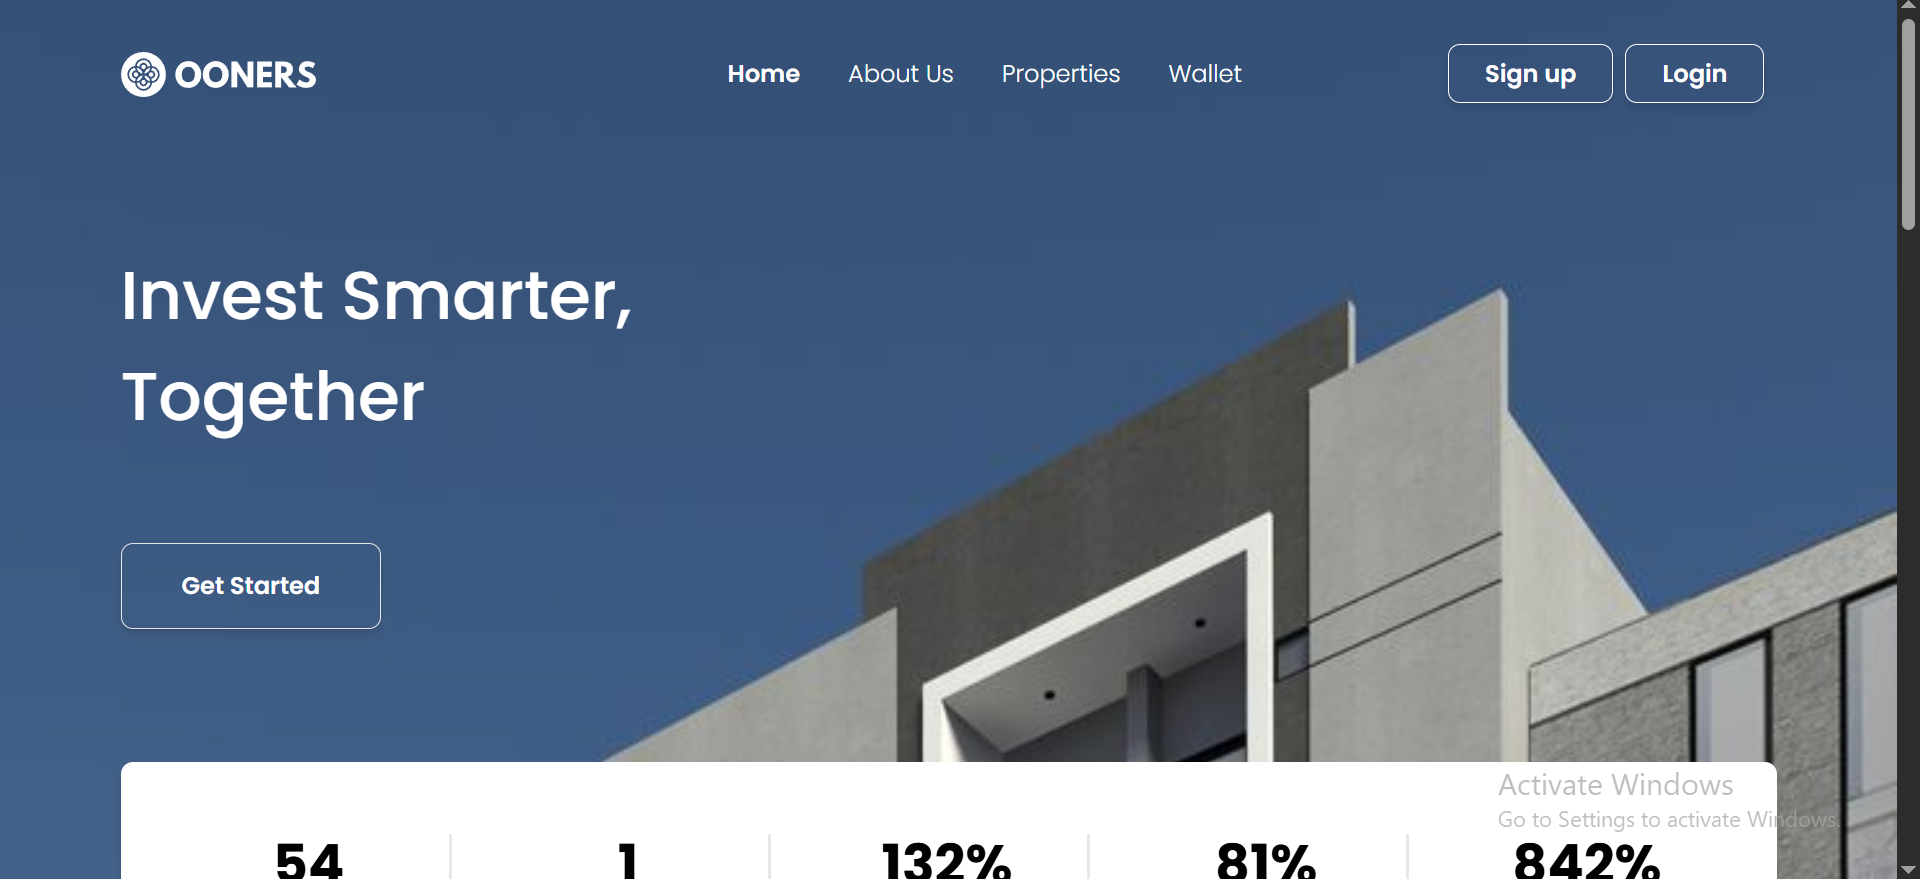 OONERS
Home About Us Properties Wallet
Sign up Login
Invest Smarter,
Together
Get Started
Activate Windows
Go to Settings to activate Windows.
54 1 132% 81% 842%